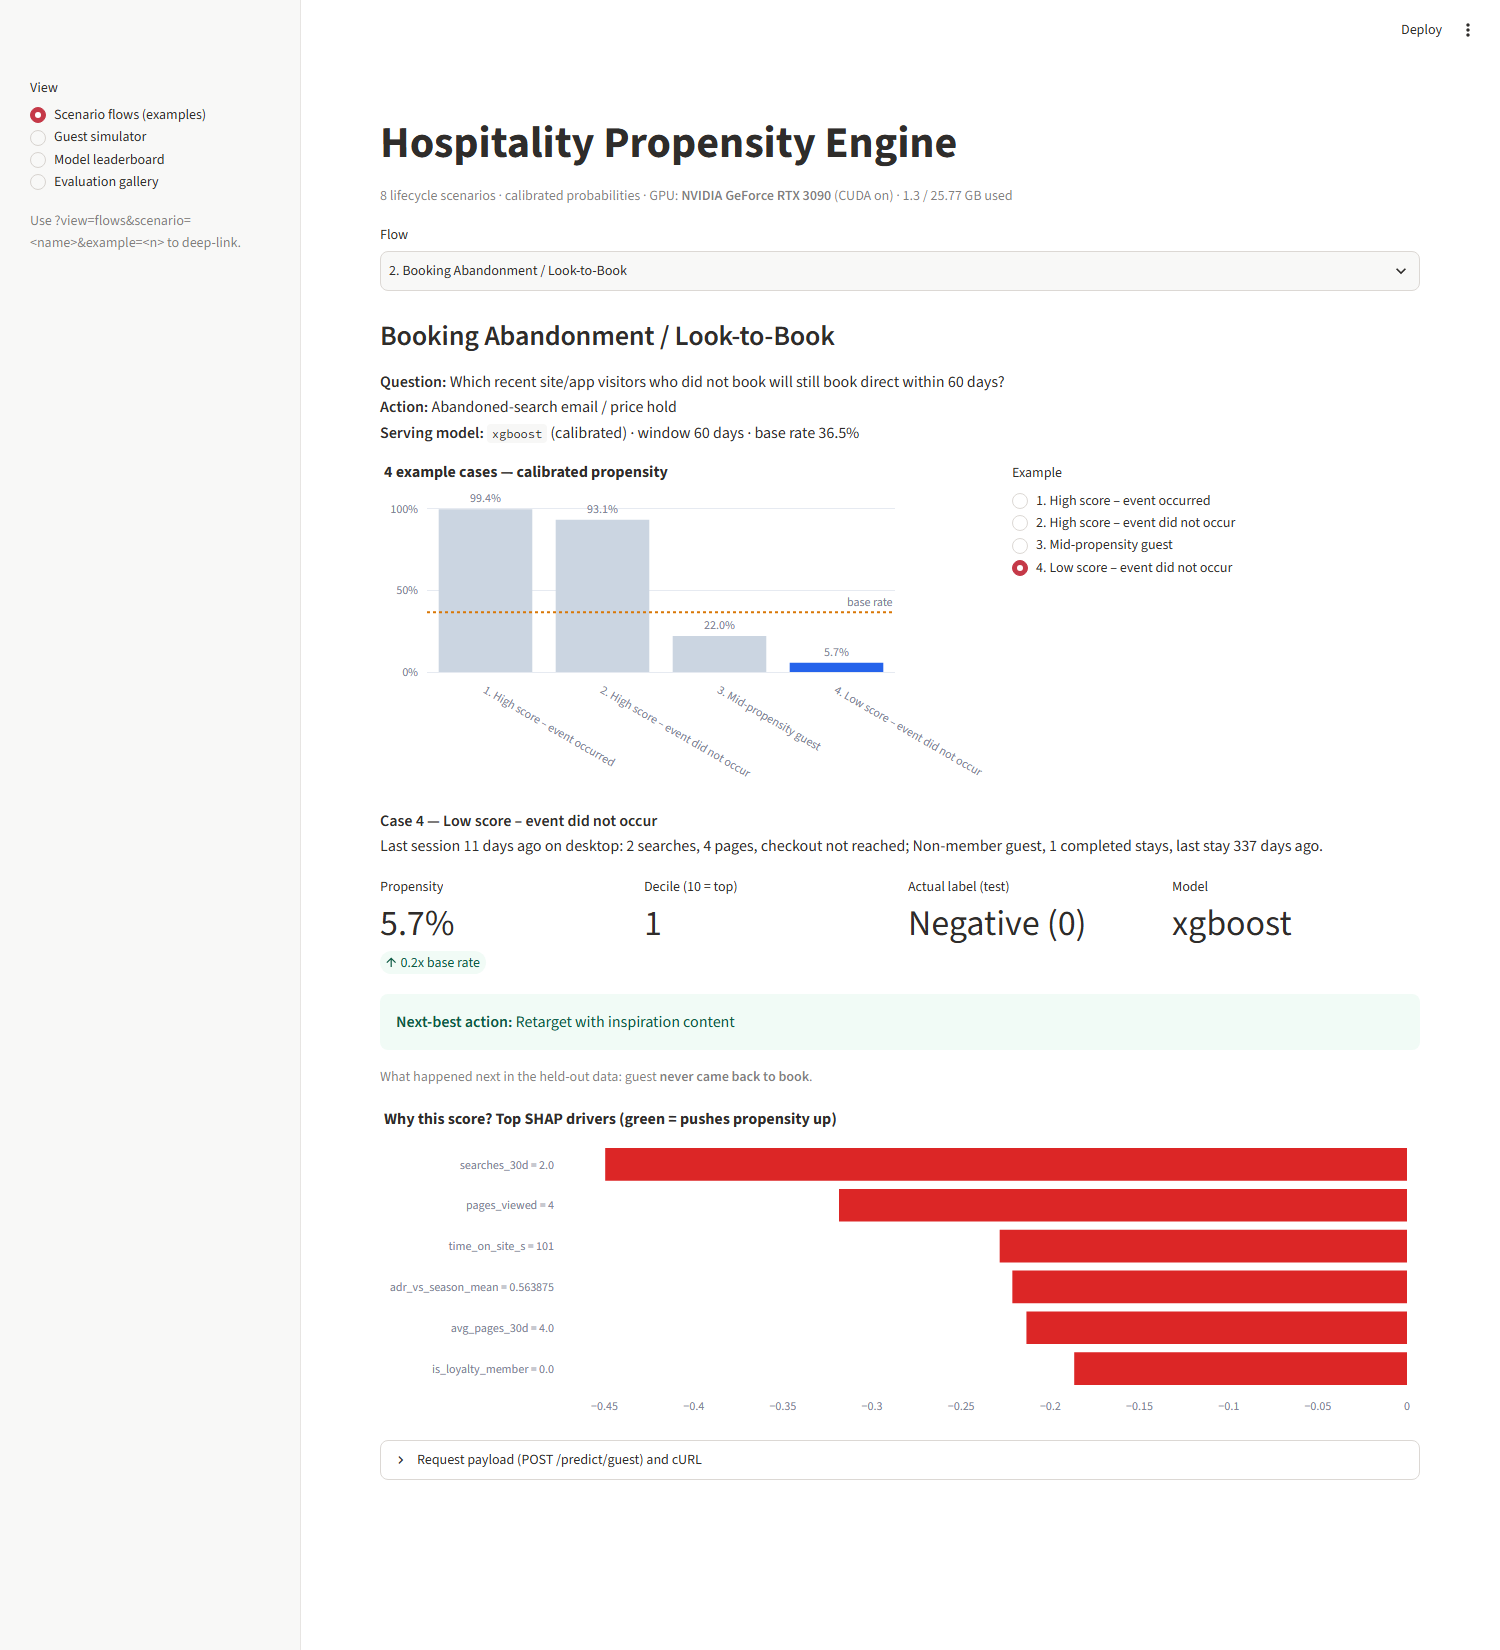 Deploy
View
Scenario flows (examples)
Guest simulator
Model leaderboard
Evaluation gallery
Use ?view=flows&scenario=
<name>&example=<n> to deep-link.
Hospitality Propensity Engine
8 lifecycle scenarios · calibrated probabilities · GPU: NVIDIA GeForce RTX 3090 (CUDA on) · 1.3 / 25.77 GB used
Flow
2. Booking Abandonment / Look-to-Book
Booking Abandonment / Look-to-Book
Question: Which recent site/app visitors who did not book will still book direct within 60 days?
Action: Abandoned-search email / price hold
Serving model: xgboost (calibrated) · window 60 days · base rate 36.5%
4 example cases — calibrated propensity
99.4%
93.1%
100%
50%
base rate
22.0%
5.7%
0%
1. High score – event occurred
2. High score – event did not occur
3. Mid-propensity guest
4. Low score – event did not occur
Example
1. High score – event occurred
2. High score – event did not occur
3. Mid-propensity guest
4. Low score – event did not occur
Case 4 — Low score – event did not occur
Last session 11 days ago on desktop: 2 searches, 4 pages, checkout not reached; Non-member guest, 1 completed stays, last stay 337 days ago.
Propensity
5.7%
↑ 0.2x base rate
Decile (10 = top)
1
Actual label (test)
Negative (0)
Model
xgboost
Next-best action: Retarget with inspiration content
What happened next in the held-out data: guest never came back to book.
Why this score? Top SHAP drivers (green = pushes propensity up)
searches_30d = 2.0
pages_viewed = 4
time_on_site_s = 101
adr_vs_season_mean = 0.563875
avg_pages_30d = 4.0
is_loyalty_member = 0.0
−0.45 −0.4 −0.35 −0.3 −0.25 −0.2 −0.15 −0.1 −0.05 0
Request payload (POST /predict/guest) and cURL